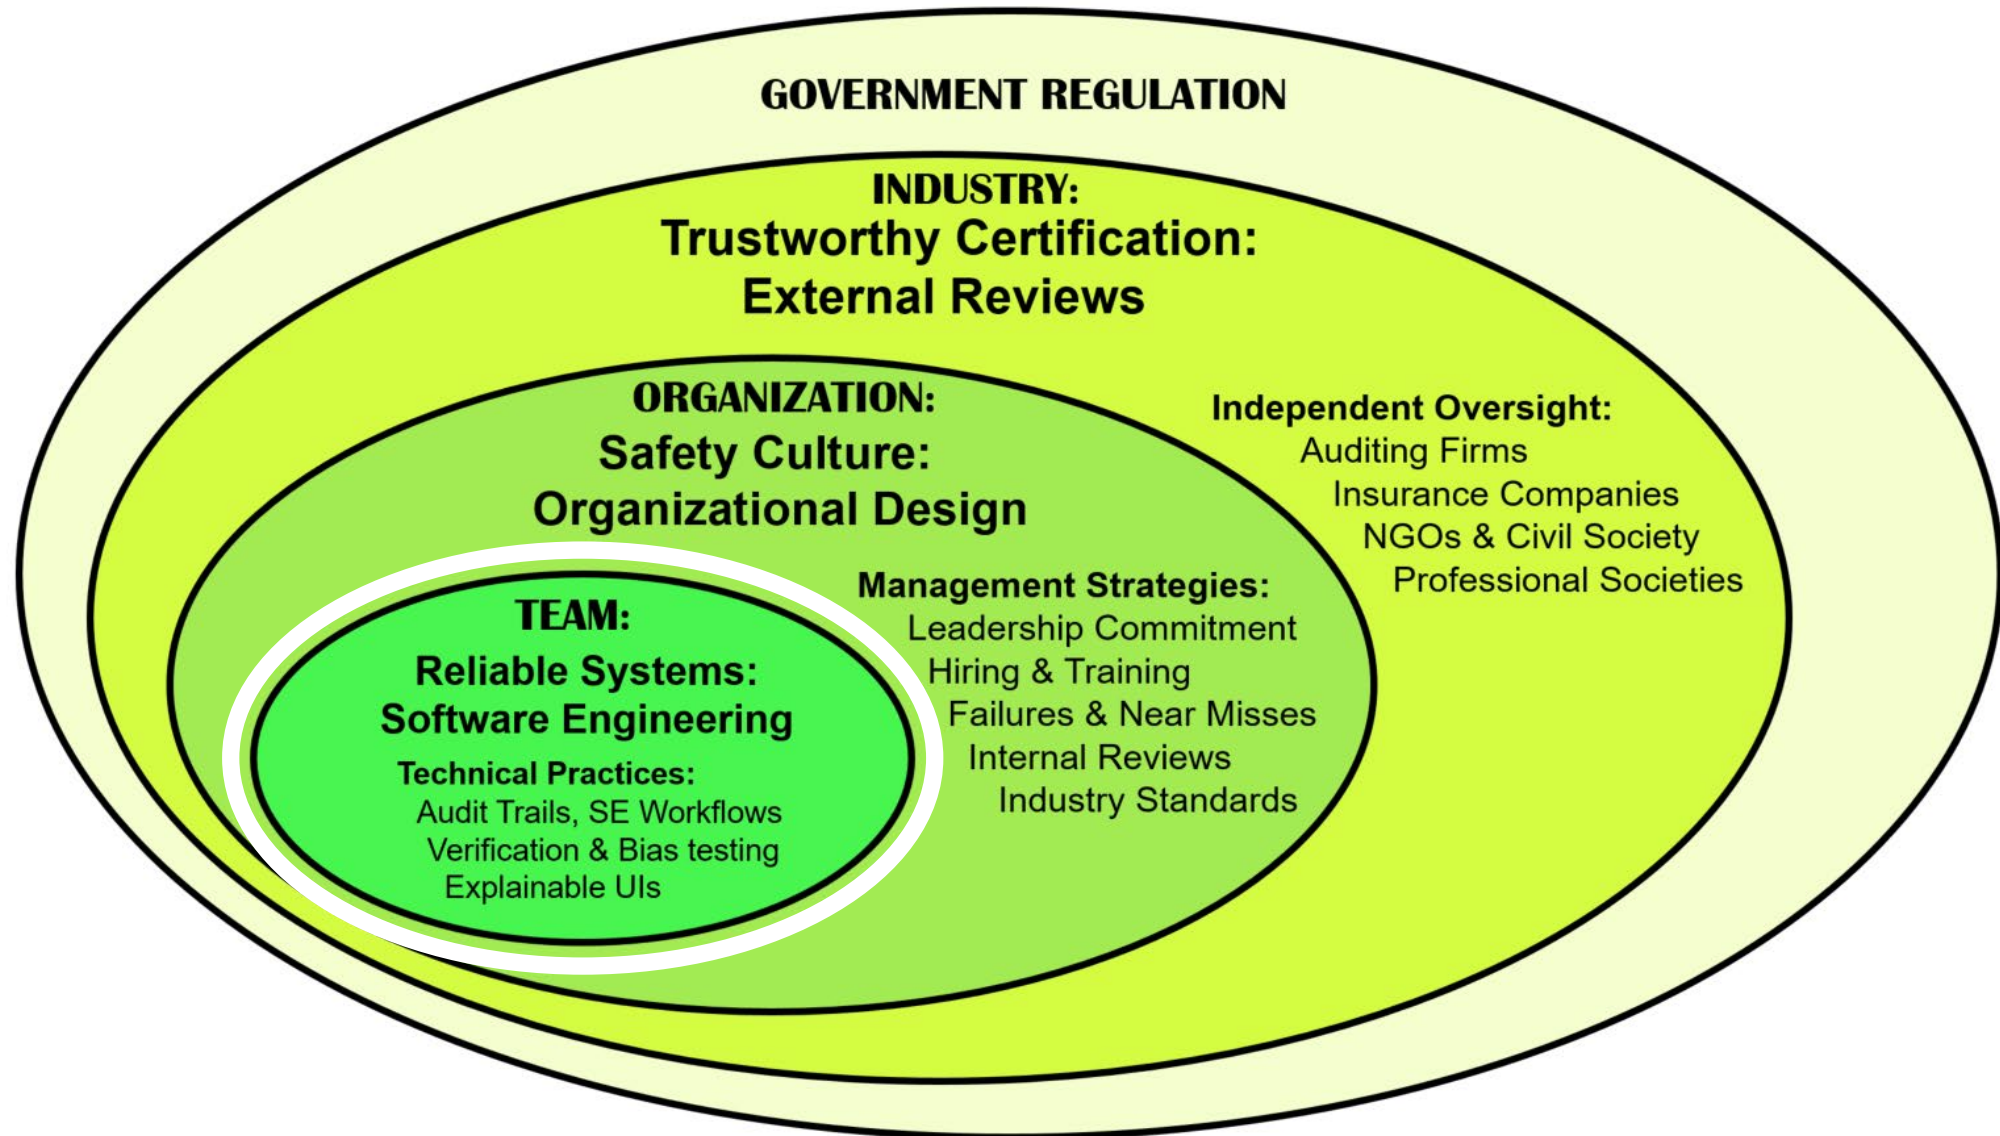 GOVERNMENT REGULATION
INDUSTRY:
Trustworthy Certification:
External Reviews
ORGANIZATION:
Safety Culture:
Organizational Design
Independent Oversight:
Auditing Firms
Insurance Companies
NGOs & Civil Society
Professional Societies
Management Strategies:
Leadership Commitment
Hiring & Training
Failures & Near Misses
Internal Reviews
Industry Standards
TEAM:
Reliable Systems:
Software Engineering
Technical Practices:
Audit Trails, SE Workflows
Verification & Bias testing
Explainable UIs